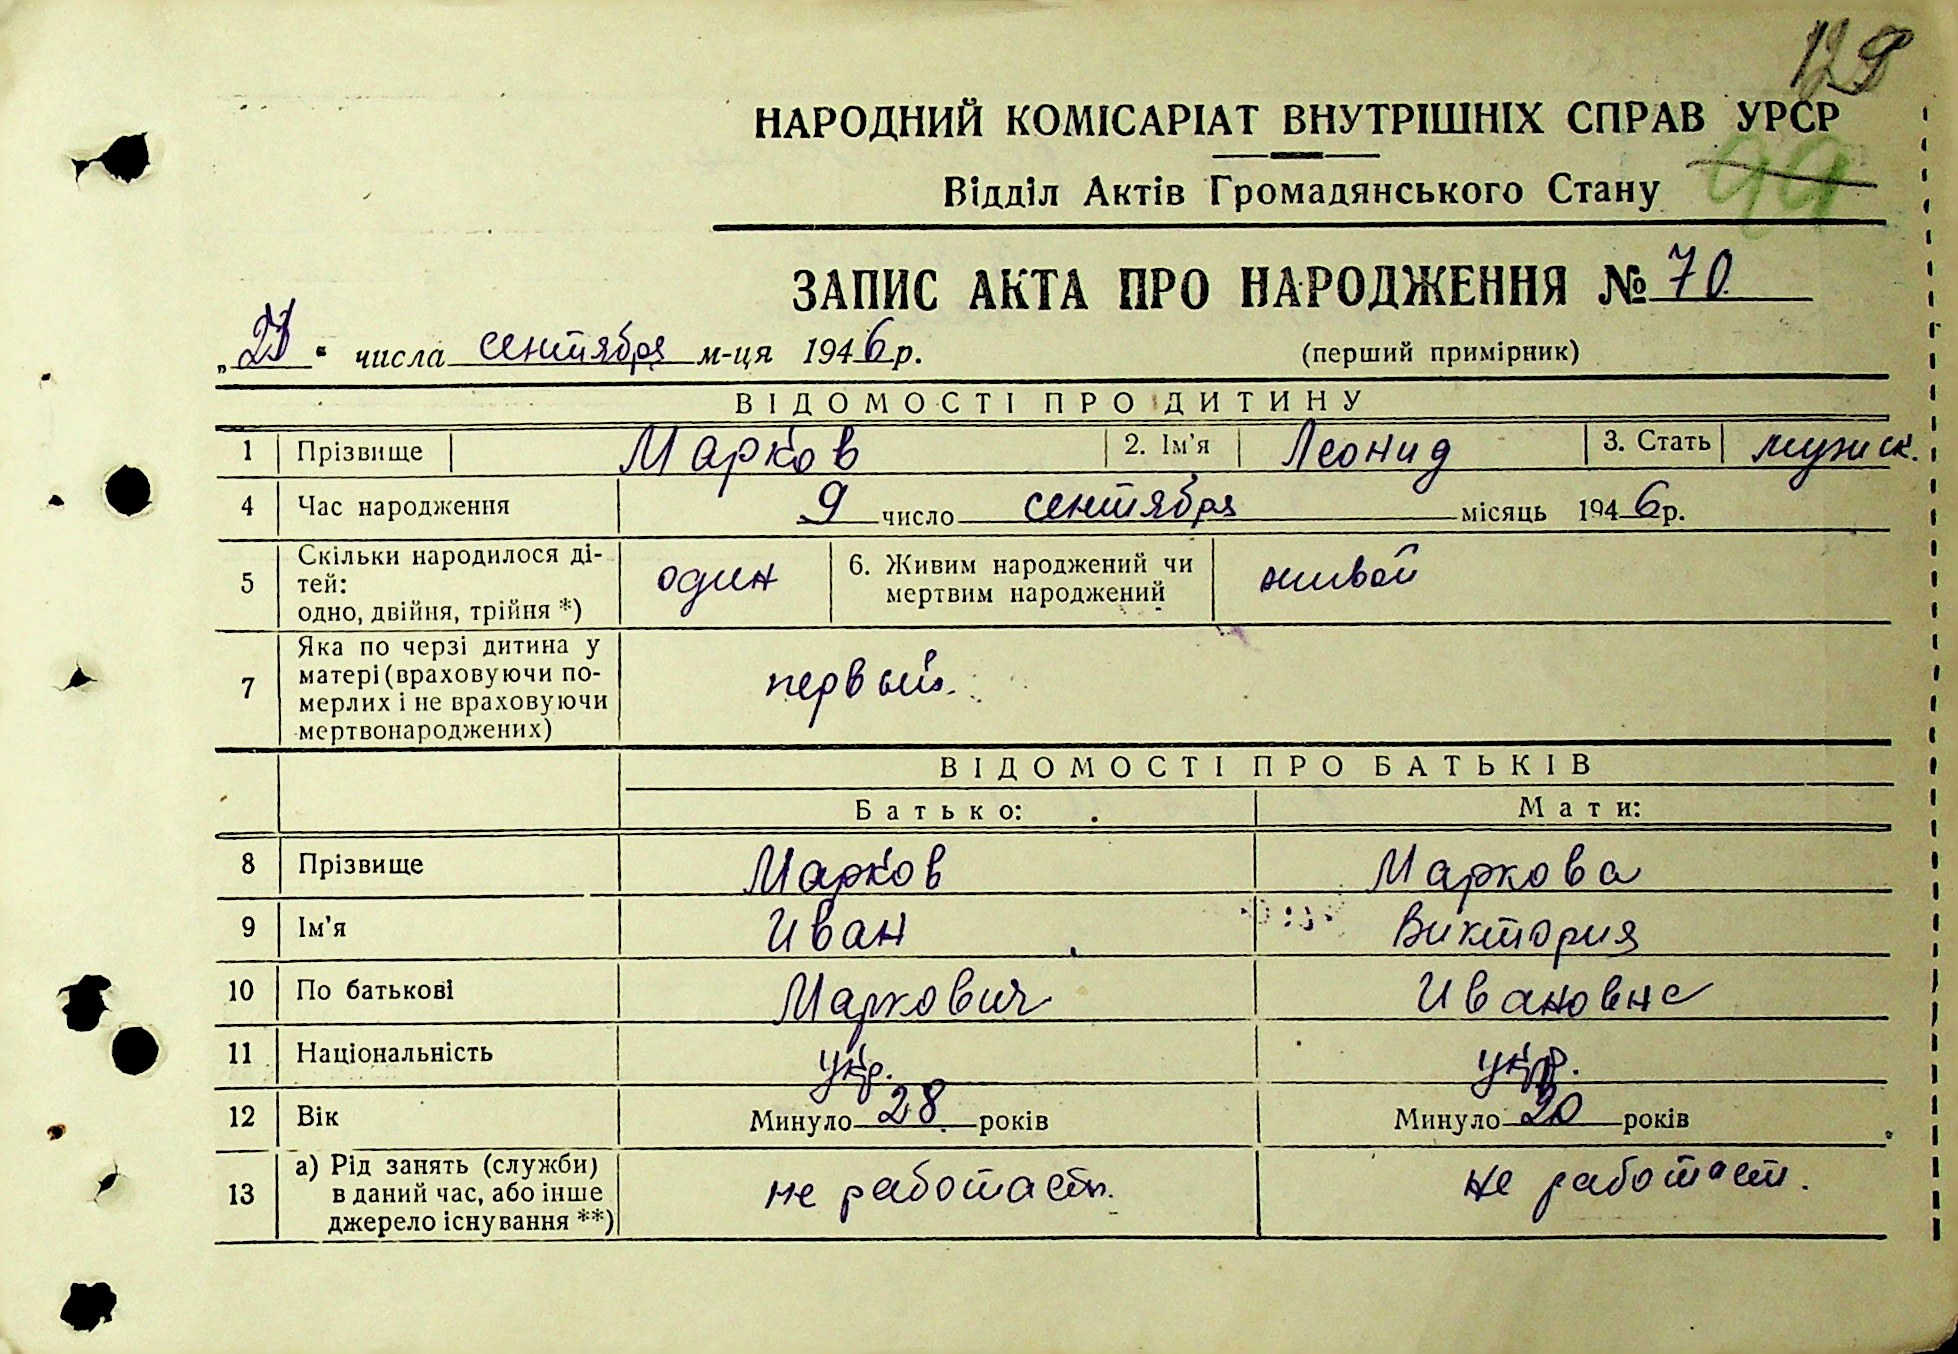 129
НАРОДНИЙ КОМІСАРІАТ ВНУТРІШНІХ СПРАВ УРСР
99
Відділ Актів Громадянського Стану
ЗАПИС АКТА ПРО НАРОДЖЕННЯ № 70
„ " числа сентября м-ця 1946 р.
(перший примірник)
ВІДОМОСТІ ПРО ДИТИНУ
1 Прізвище Марков 2. Ім'я Леонид 3. Стать мужск.
4 Час народження 9 число сентября місяць 1946 р.
5 Скільки народилося ді-
тей:
одно, двійня, трійня *) один 6. Живим народжений чи
мертвим народжений живой
7 Яка по черзі дитина у
матері (враховуючи по-
мерлих і не враховуючи
мертвонароджених) первый.
ВІДОМОСТІ ПРО БАТЬКІВ
Батько: Мати:
8 Прізвище Марков Маркова
9 Ім'я Иван Виктория
10 По батькові Маркович Ивановна
11 Національність укр. укр.
12 Вік Минуло 28 років Минуло 20 років
13 а) Рід занять (служби)
в даний час, або інше
джерело існування **) не работает. не работает.